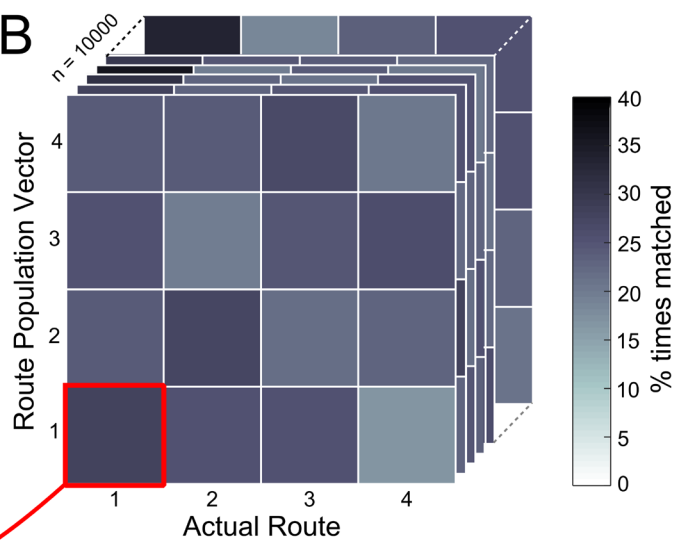 B
n = 10000
Route Population Vector
4
3
2
1
1 2 3 4
Actual Route
40
35
30
25
20
15
10
5
0
% times matched